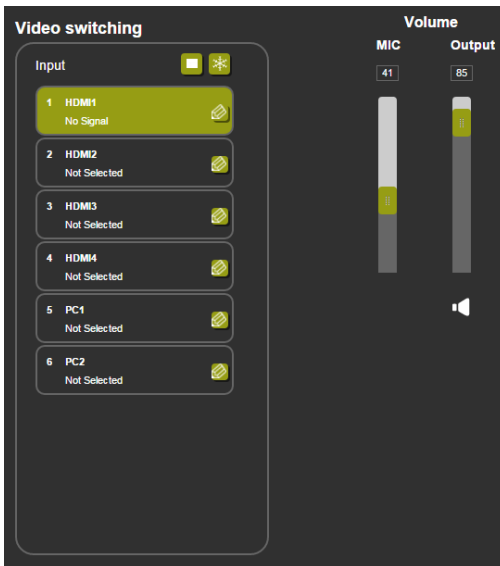 Video switching
Input
1 HDMI1
No Signal
2 HDMI2
Not Selected
3 HDMI3
Not Selected
4 HDMI4
Not Selected
5 PC1
Not Selected
6 PC2
Not Selected
Volume
MIC Output
41 85